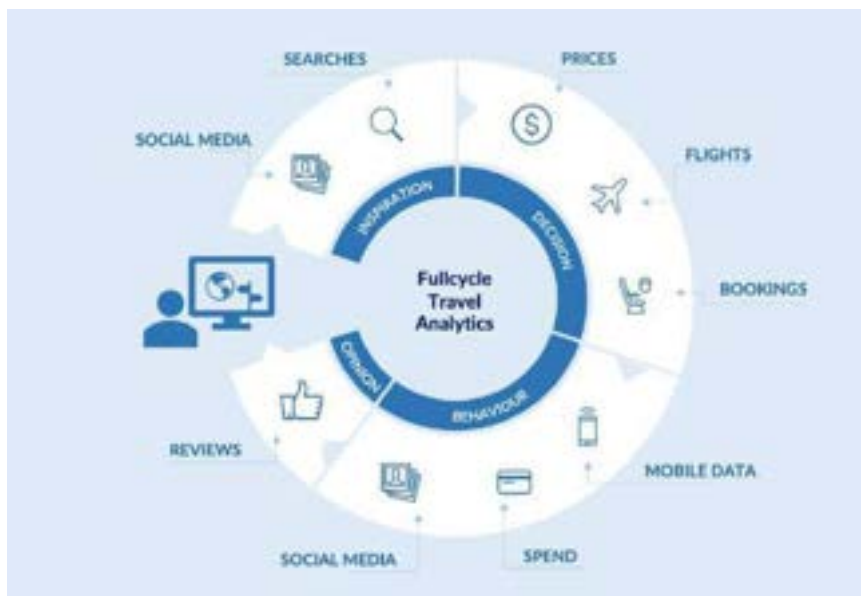 SEARCHES
PRICES
SOCIAL MEDIA
FLIGHTS
INSPIRATION
DECISION
Fullcycle
Travel
Analytics
BOOKINGS
OPINION
BEHAVIOUR
REVIEWS
MOBILE DATA
SOCIAL MEDIA
SPEND